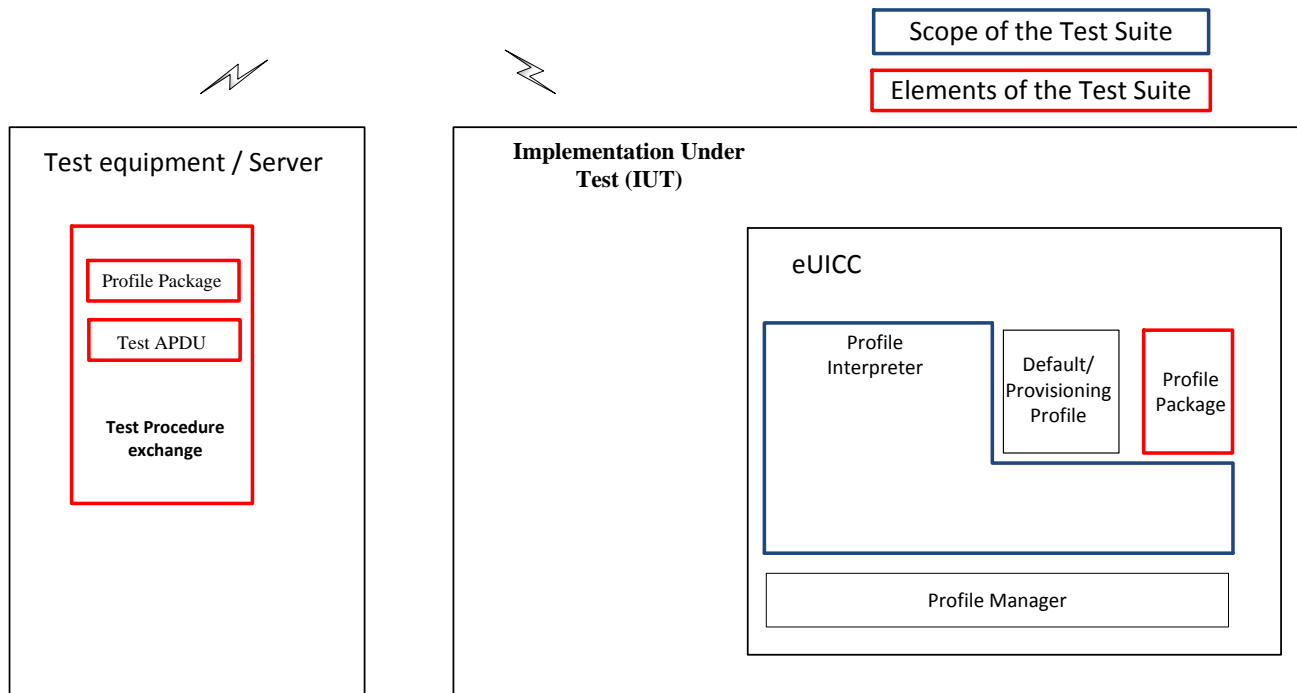 Scope of the Test Suite
Elements of the Test Suite
Test equipment / Server
Profile Package
Test APDU
Test Procedure
exchange
Implementation Under
Test (IUT)
eUICC
Profile
Interpreter
Default/
Provisioning
Profile
Profile
Package
Profile Manager